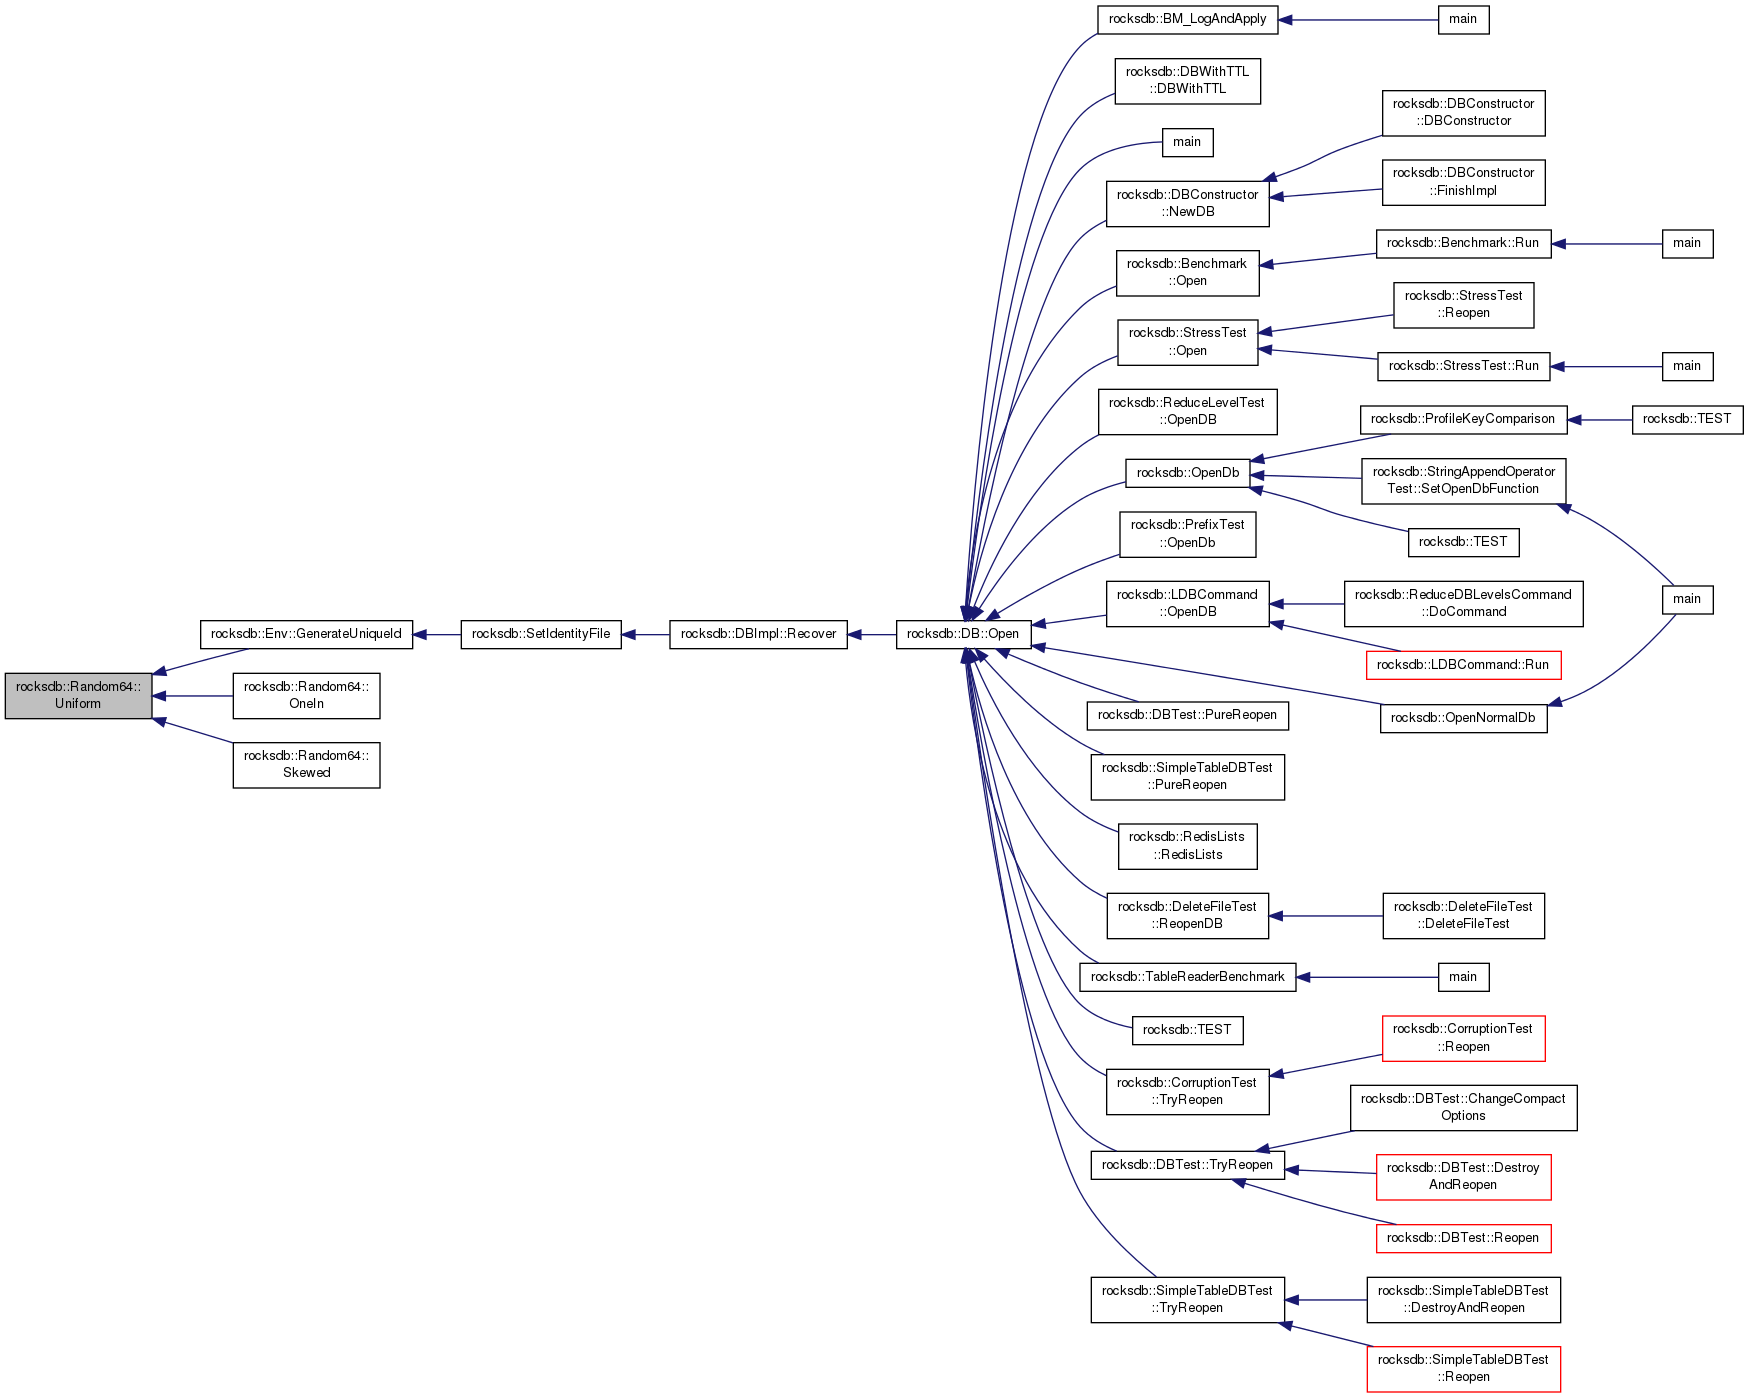 rocksdb::Random64::
Uniform
rocksdb::Env::GenerateUniqueId
rocksdb::Random64::
OneIn
rocksdb::Random64::
Skewed
rocksdb::SetIdentityFile
rocksdb::DBImpl::Recover
rocksdb::DB::Open
rocksdb::BM_LogAndApply
main
rocksdb::DBWithTTL
::DBWithTTL
main
rocksdb::DBConstructor
::NewDB
rocksdb::DBConstructor
::DBConstructor
rocksdb::DBConstructor
::FinishImpl
rocksdb::Benchmark
::Open
rocksdb::Benchmark::Run
main
rocksdb::StressTest
::Open
rocksdb::StressTest
::Reopen
rocksdb::StressTest::Run
main
rocksdb::ReduceLevelTest
::OpenDB
rocksdb::OpenDb
rocksdb::ProfileKeyComparison
rocksdb::TEST
rocksdb::StringAppendOperator
Test::SetOpenDbFunction
rocksdb::TEST
main
rocksdb::PrefixTest
::OpenDb
rocksdb::LDBCommand
::OpenDB
rocksdb::ReduceDBLevelsCommand
::DoCommand
rocksdb::LDBCommand::Run
rocksdb::OpenNormalDb
rocksdb::DBTest::PureReopen
rocksdb::SimpleTableDBTest
::PureReopen
rocksdb::RedisLists
::RedisLists
rocksdb::DeleteFileTest
::ReopenDB
rocksdb::DeleteFileTest
::DeleteFileTest
rocksdb::TableReaderBenchmark
main
rocksdb::TEST
rocksdb::CorruptionTest
::TryReopen
rocksdb::CorruptionTest
::Reopen
rocksdb::DBTest::TryReopen
rocksdb::DBTest::ChangeCompact
Options
rocksdb::DBTest::Destroy
AndReopen
rocksdb::DBTest::Reopen
rocksdb::SimpleTableDBTest
::TryReopen
rocksdb::SimpleTableDBTest
::DestroyAndReopen
rocksdb::SimpleTableDBTest
::Reopen